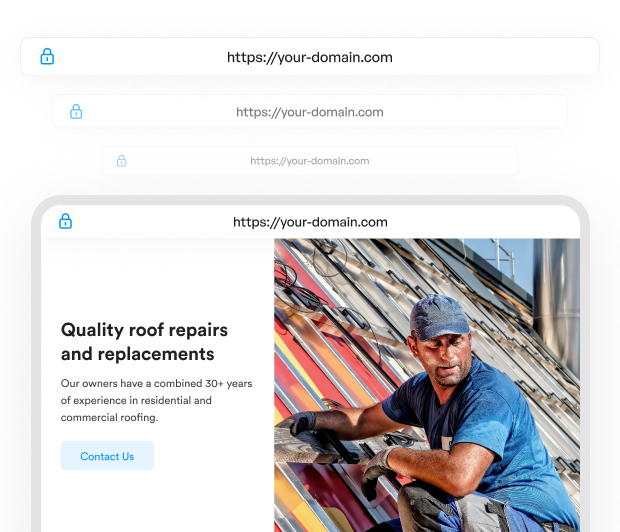 https://your-domain.com
https://your-domain.com
https://your-domain.com
https://your-domain.com
Quality roof repairs
and replacements
Our owners have a combined 30+ years
of experience in residential and
commercial roofing.
Contact Us